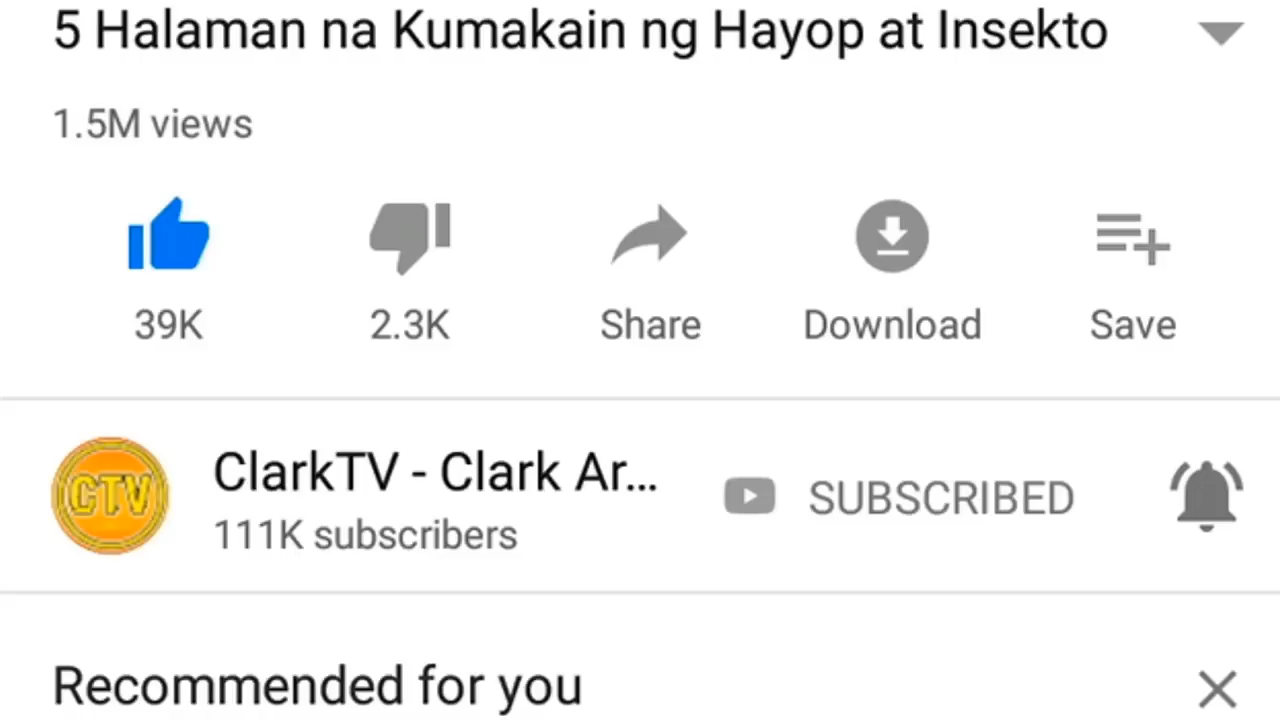 5 Halaman na Kumakain ng Hayop at Insekto
1.5M views
39K
2.3K
Share
Download
Save
CTV
ClarkTV - Clark Ar...
111K subscribers
SUBSCRIBED
Recommended for you